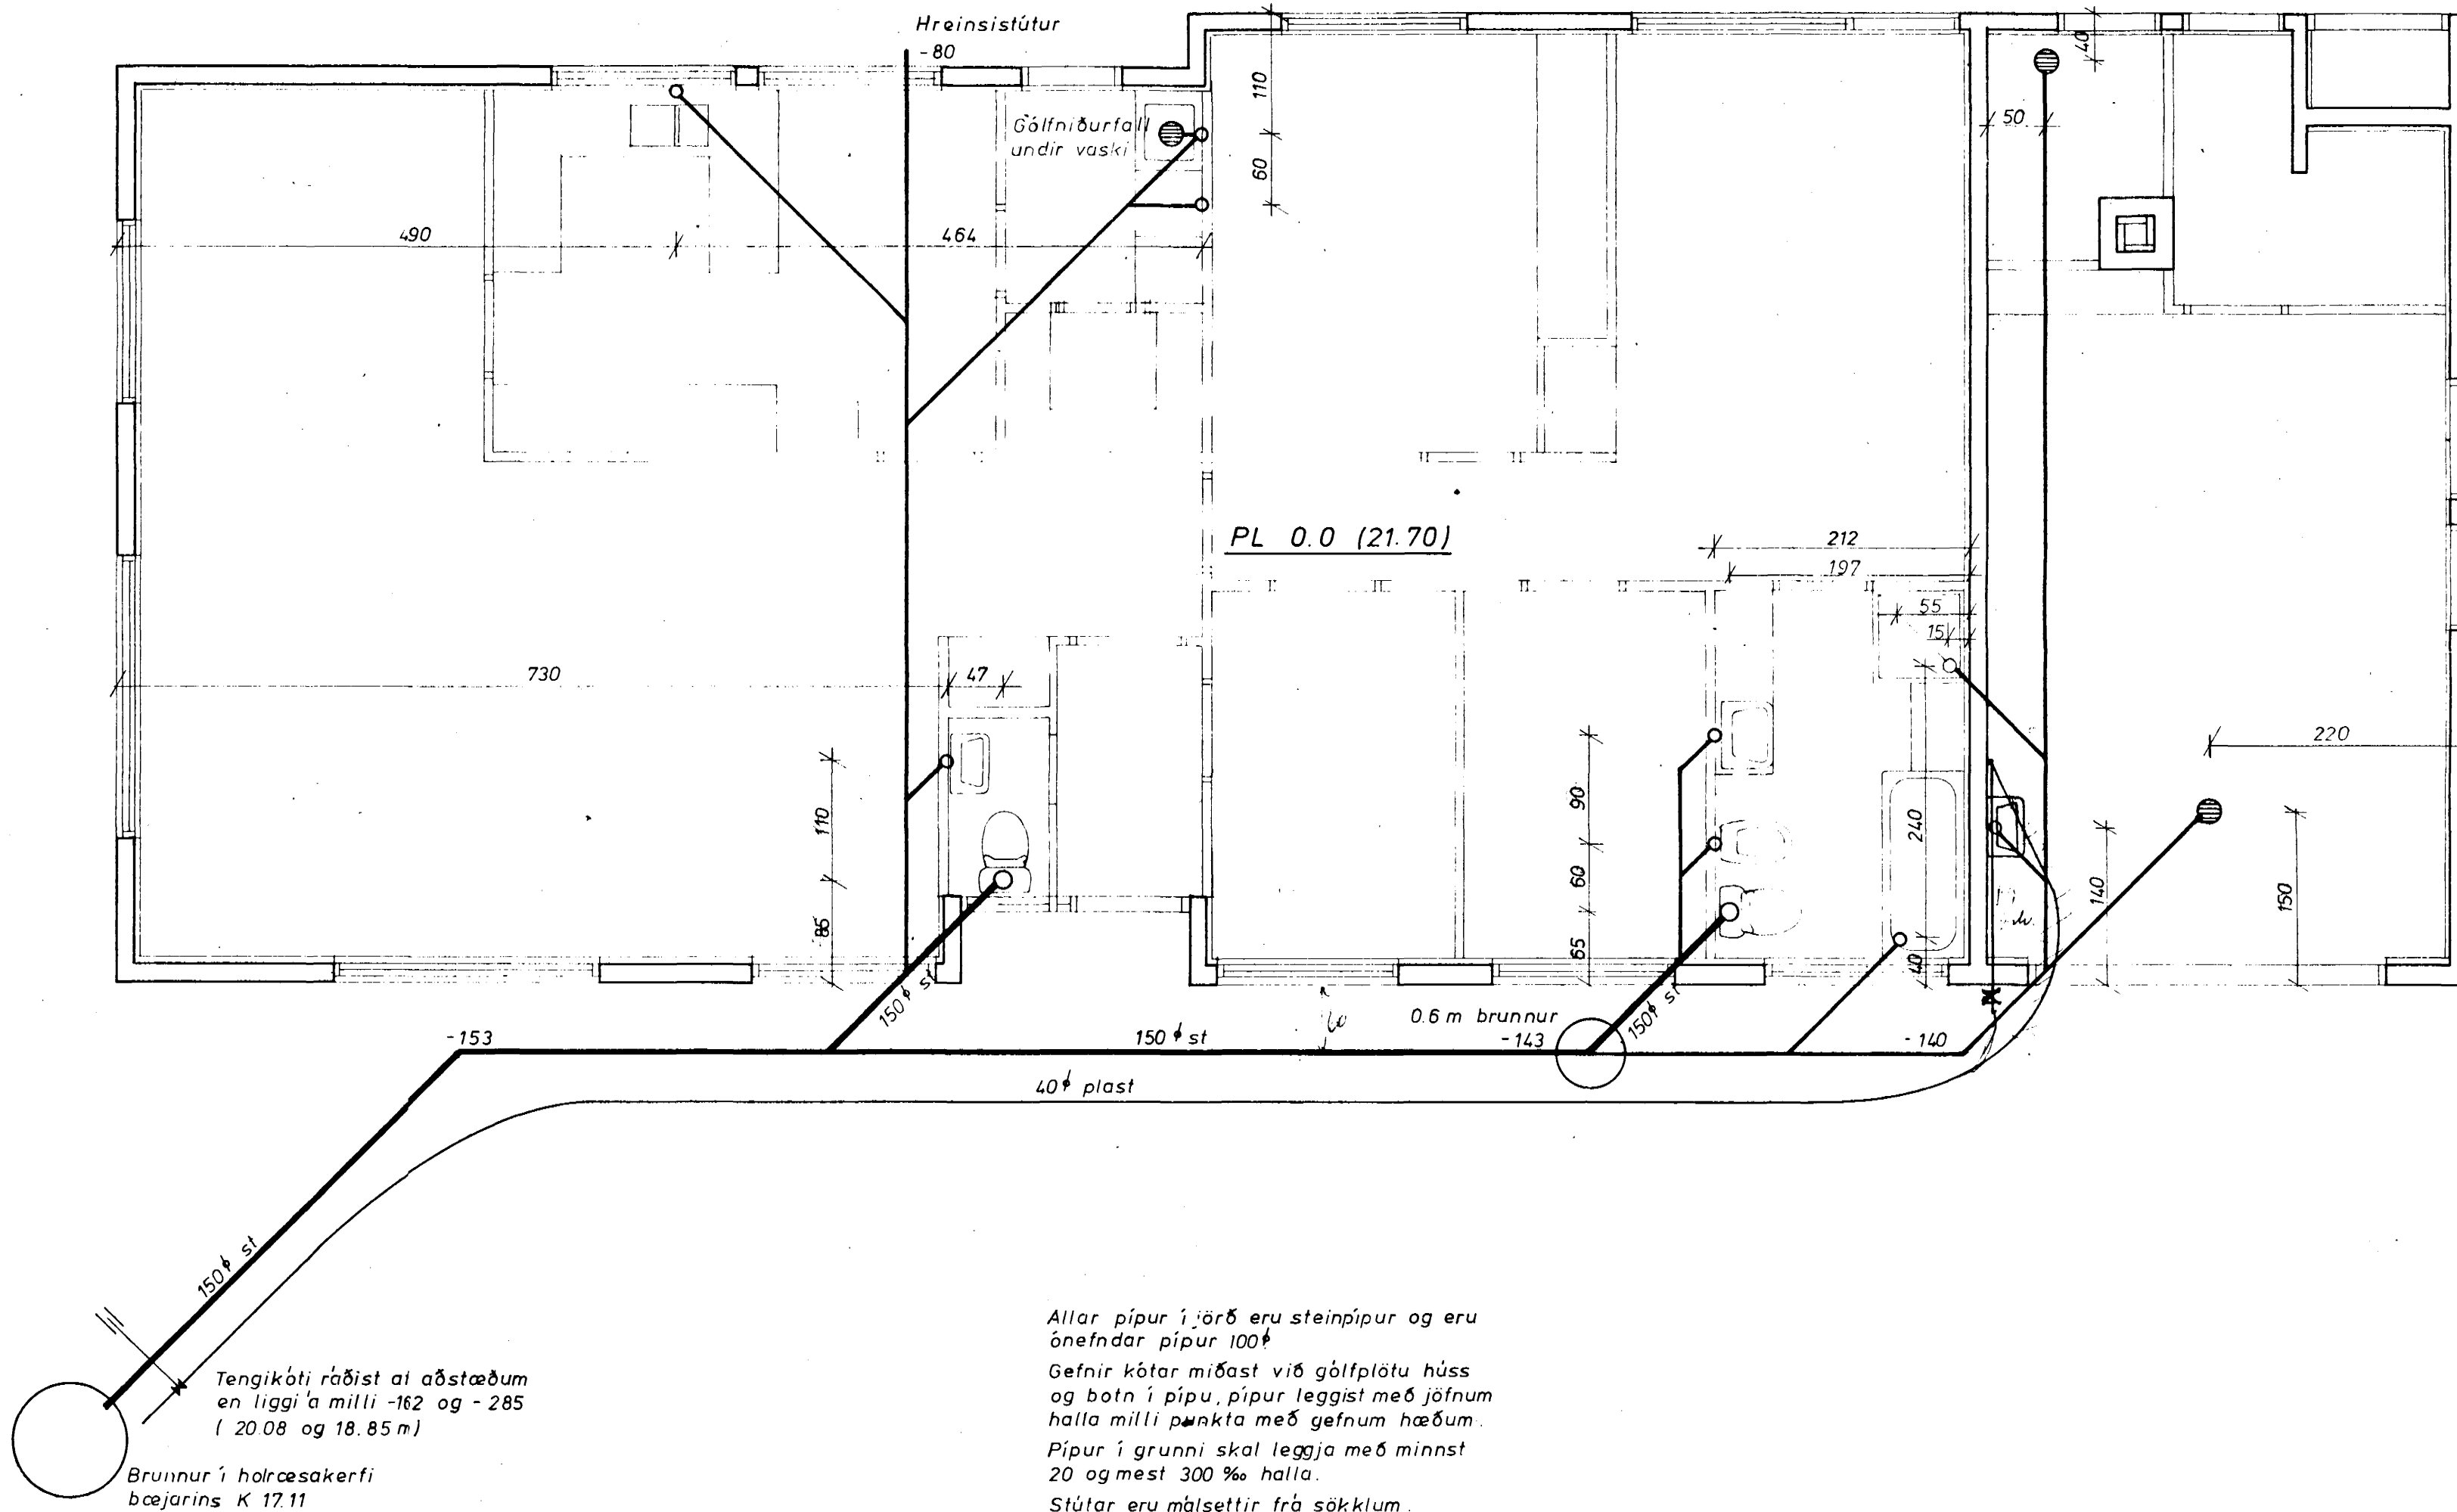 Hreinsistútur
-80
40
110
50
Gólfniðurfall
undir vaski
60
490
464
PL 0.0 (21.70)
212
197
55
15
730
47
220
110
90
240
60
140
150
85
65
40
150⌀ st
150⌀ st
60
0.6 m brunnur
-153
150⌀ st
-143
-140
40⌀ plast
150⌀ st
Tengikóti ráðist af aðstæðum
en liggi á milli -162 og -285
( 20.08 og 18.85 m)
Brunnur í holræsakerfi
bæjarins K 17.11
Allar pípur í jörð eru steinpípur og eru
ónefndar pípur 100⌀
Gefnir kótar miðast við gólfplötu húss
og botn í pípu, pípur leggist með jöfnum
halla milli punkta með gefnum hæðum.
Pípur í grunni skal leggja með minnst
20 og mest 300 ‰ halla.
Stútar eru málsettir frá sökklum.